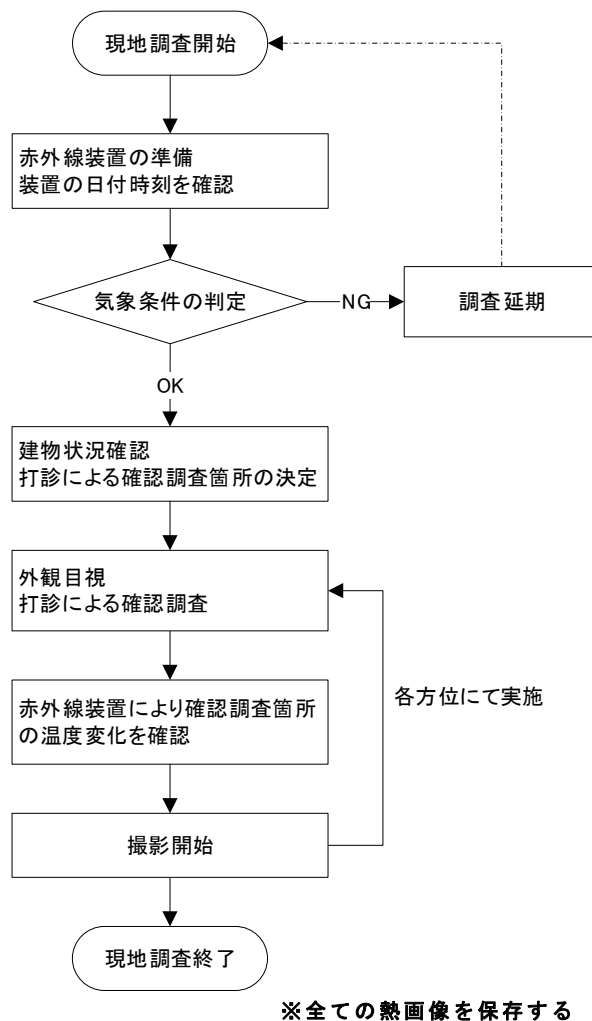 現地調査開始
赤外線装置の準備
装置の日付時刻を確認
気象条件の判定
NG
調査延期
OK
建物状況確認
打診による確認調査箇所の決定
外観目視
打診による確認調査
各方位にて実施
赤外線装置により確認調査箇所
の温度変化を確認
撮影開始
現地調査終了
※全ての熱画像を保存する